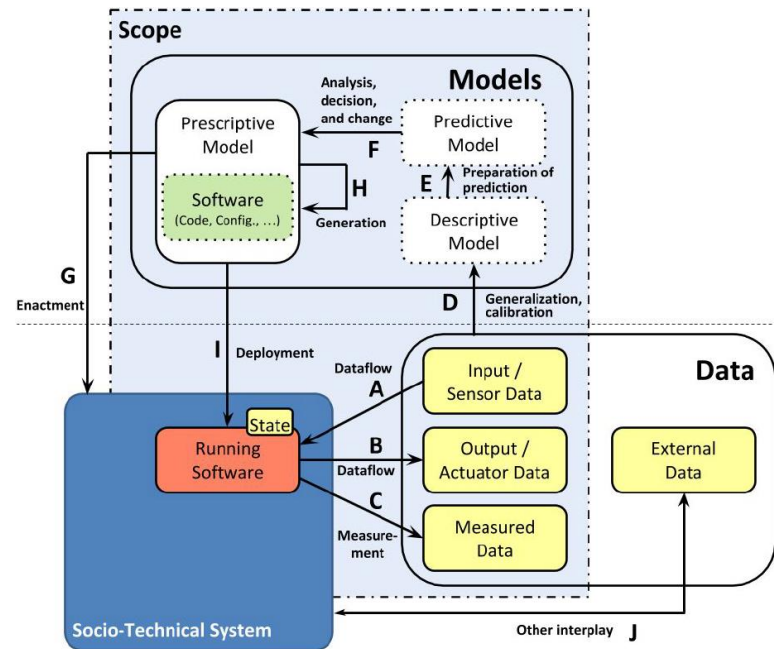 Scope
Models
Analysis,
decision,
and change
F
Prescriptive
Model
Predictive
Model
H
Software
(Code, Config., ...)
Generation
E
Preparation of
prediction
Descriptive
Model
G
Enactment
D
Generalization,
calibration
I
Deployment
Dataflow
A
Input /
Sensor Data
Data
State
Running
Software
B
Dataflow
Output /
Actuator Data
External
Data
C
Measure-
ment
Measured
Data
Socio-Technical System
Other interplay
J